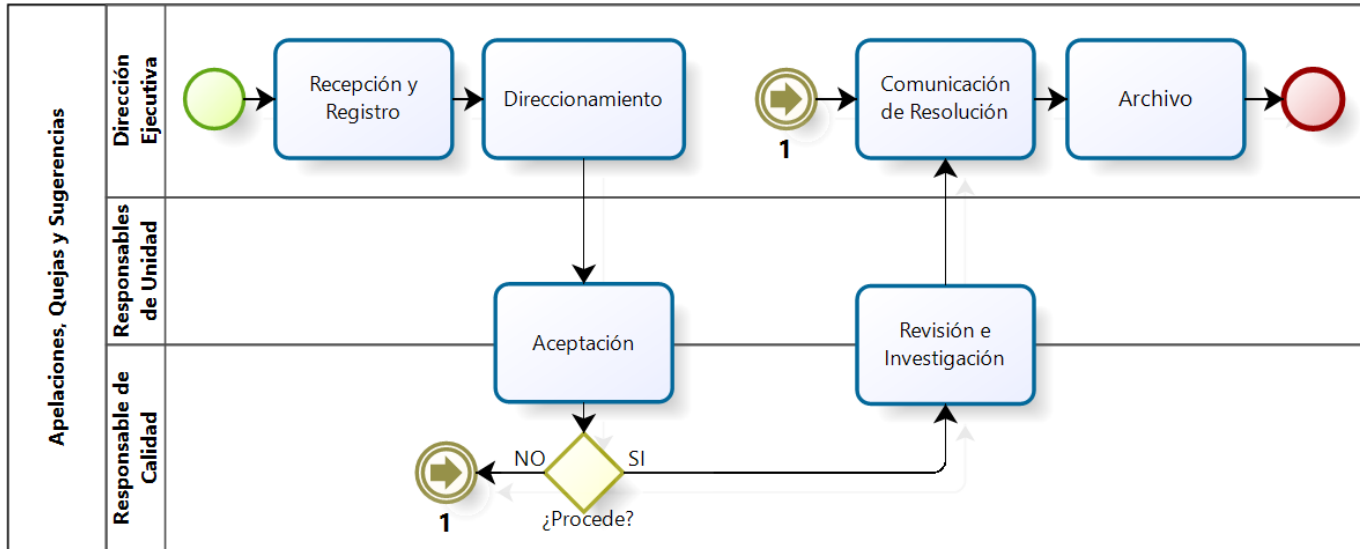 Apelaciones, Quejas y Sugerencias
Dirección
Ejecutiva
Recepción y
Registro
Direccionamiento
1
Comunicación
de Resolución
Archivo
Responsables
de Unidad
Aceptación
Revisión e
Investigación
Responsable de
Calidad
NO
SI
1
¿Procede?